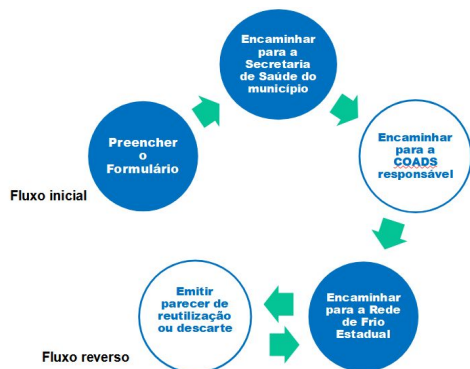 Encaminhar
para a
Secretaria
de Saúde do
município
Preencher
o
Formulário
Encaminhar
para a
COADS
responsável
Fluxo inicial
Encaminhar
para a Rede
de Frio
Estadual
Emitir
parecer de
reutilização
ou descarte
Fluxo reverso